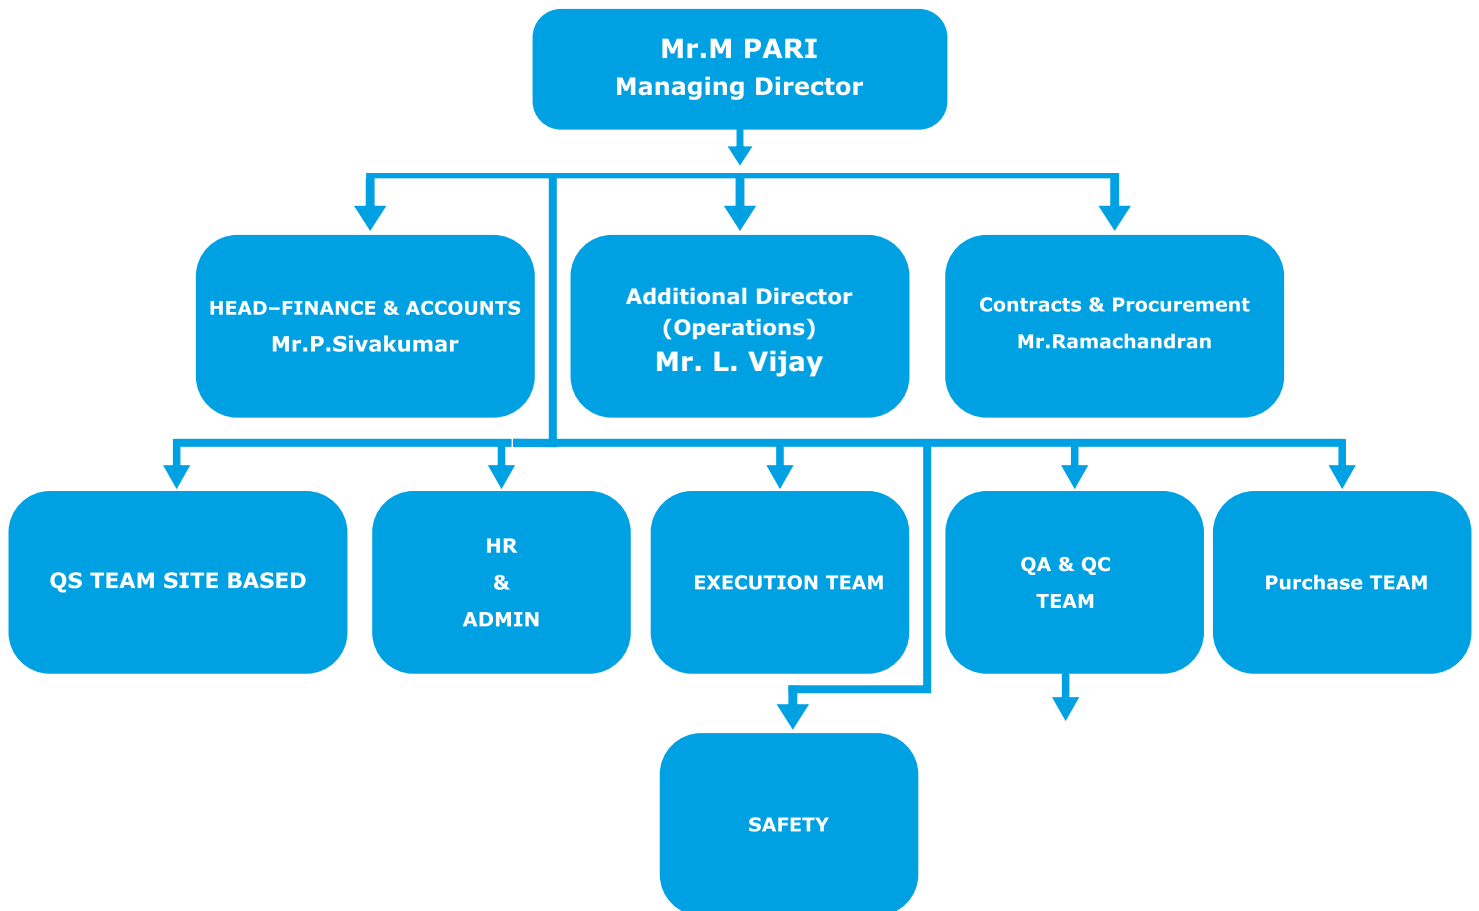 Mr.M PARI
Managing Director
HEAD–FINANCE & ACCOUNTS
Mr.P.Sivakumar
Additional Director
(Operations)
Mr. L. Vijay
Contracts & Procurement
Mr.Ramachandran
QS TEAM SITE BASED
HR
&
ADMIN
EXECUTION TEAM
QA & QC
TEAM
Purchase TEAM
SAFETY